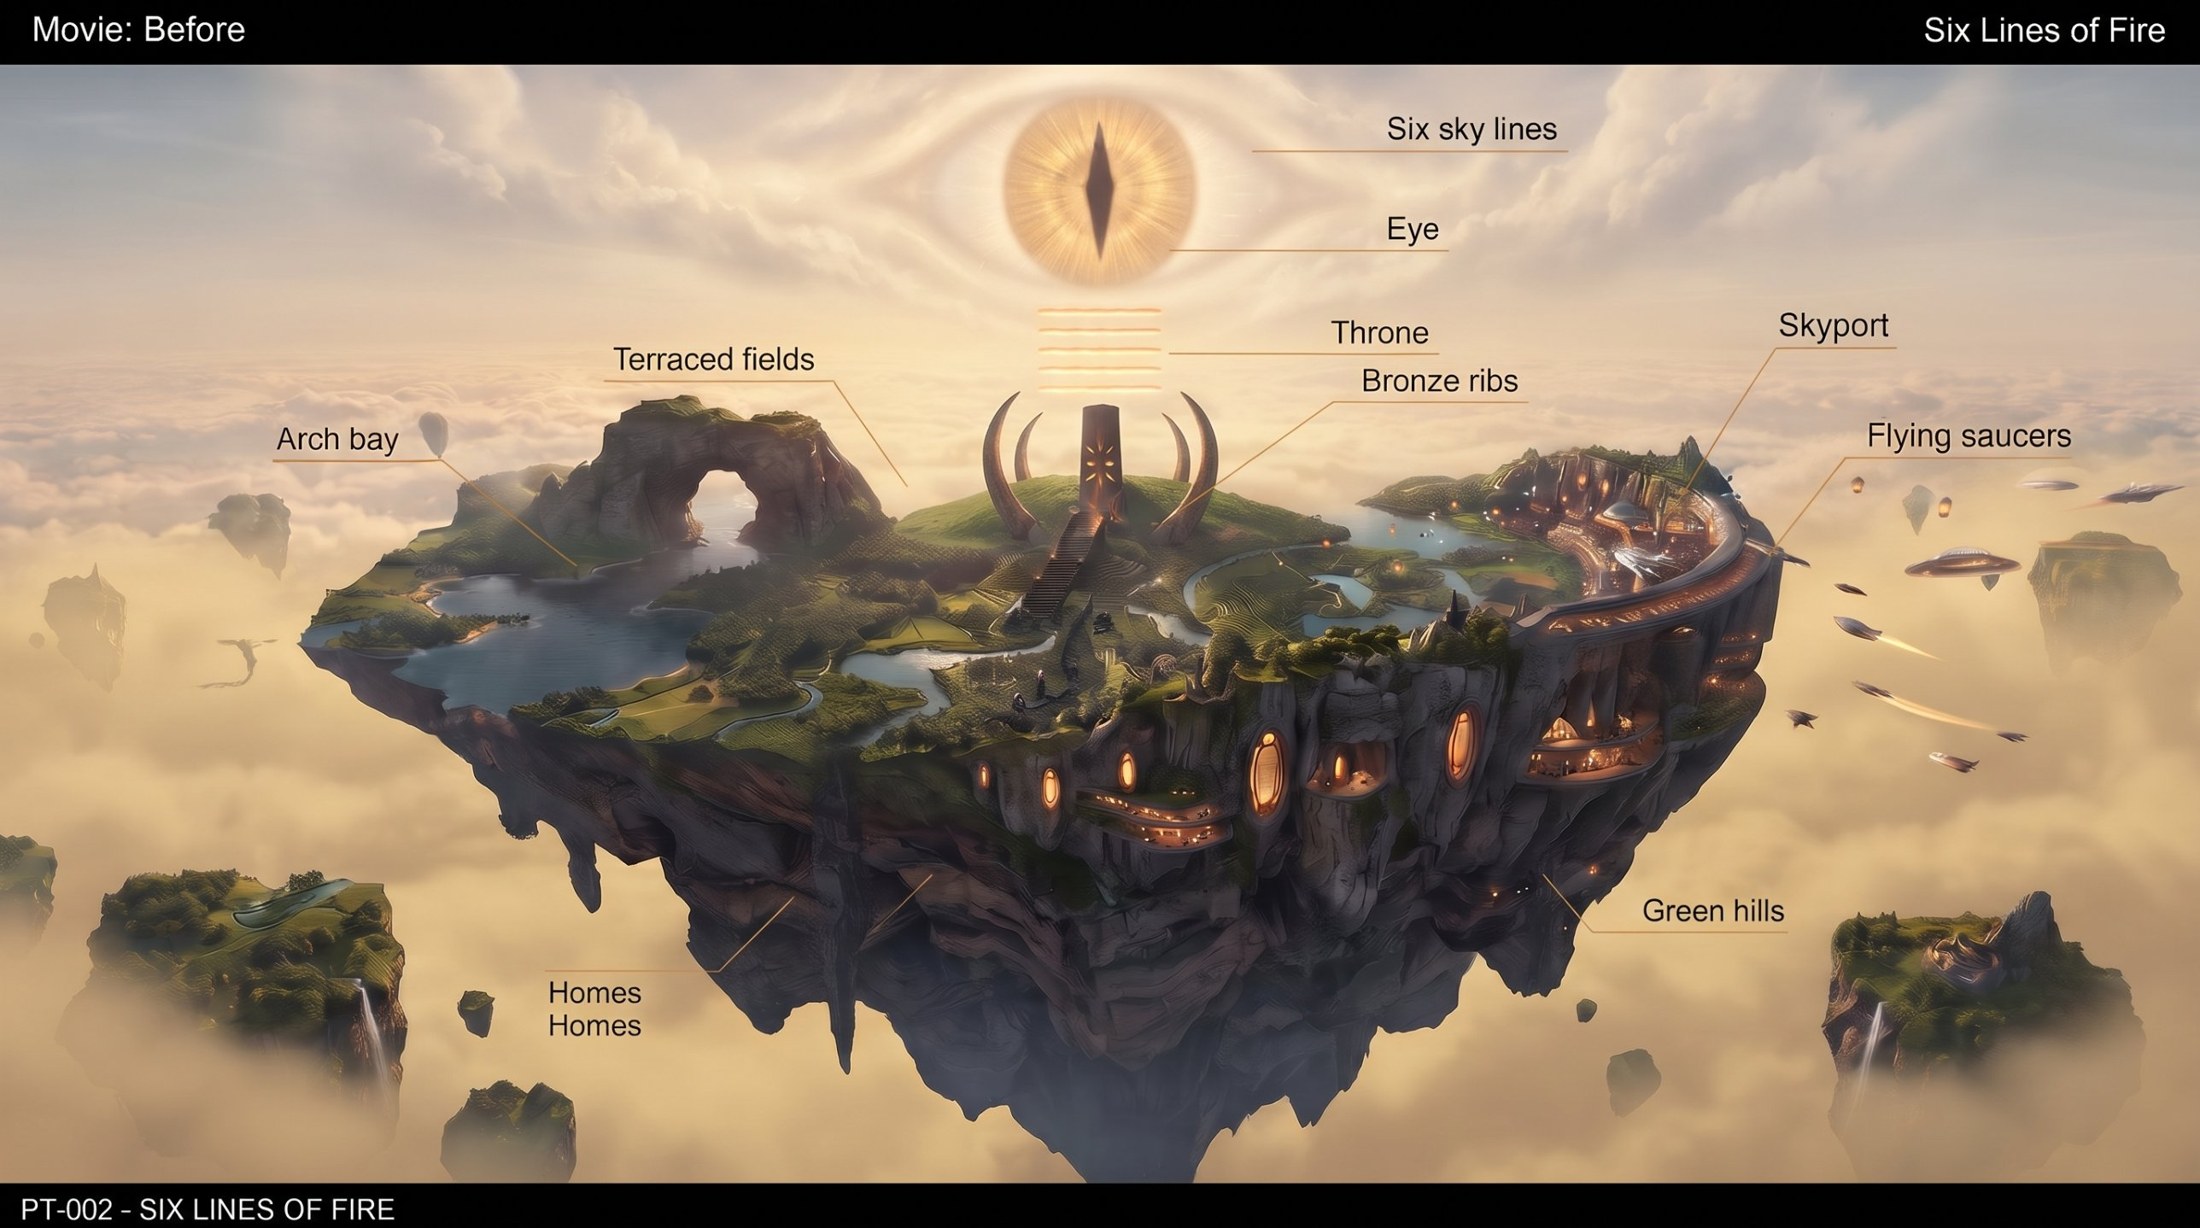 Movie: Before
Six Lines of Fire
Six sky lines
Eye
Skyport
Throne
Terraced fields
Bronze ribs
Arch bay
Flying saucers
Green hills
Homes
Homes
PT-002 - SIX LINES OF FIRE